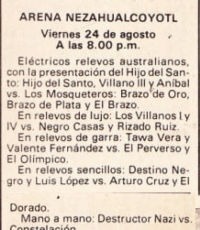 ARENA NEZAHUALCOYOTL
Viernes 24 de agosto
A las 8.00 p.m.
Eléctricos relevos australianos,
con la presentación del Hijo del San-
to: Hijo del Santo, Villano III y Aníbal
vs. Los Mosqueteros: Brazo de Oro,
Brazo de Plata y El Brazo.
En relevos de lujo: Los Villanos I
y IV vs. Negro Casas y Rizado Ruiz.
En relevos de garra: Tawa Vera y
Valente Fernández vs. El Perverso y
El Olímpico.
En relevos sencillos: Destino Ne-
gro y Luis López vs. Arturo Cruz y El
Dorado.
Mano a mano: Destructor Nazi vs.
Constelación.